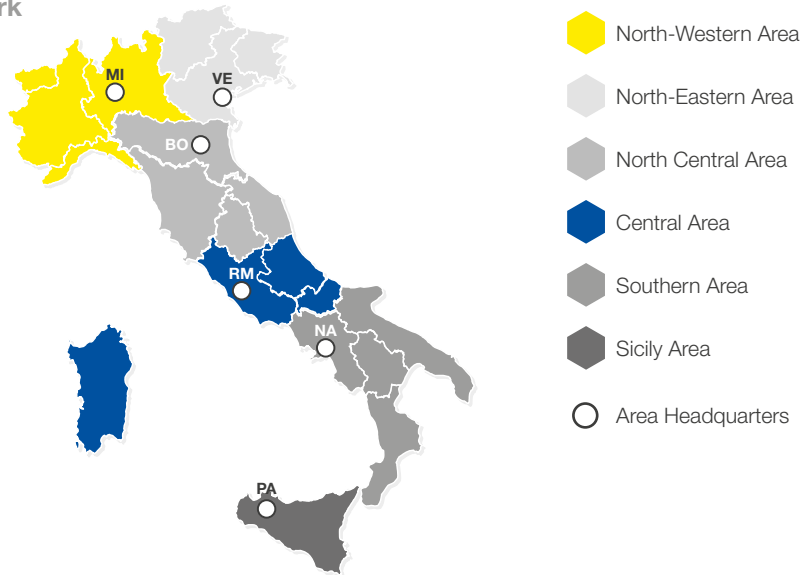 MI
VE
BO
RM
NA
PA
North-Western Area
North-Eastern Area
North Central Area
Central Area
Southern Area
Sicily Area
Area Headquarters